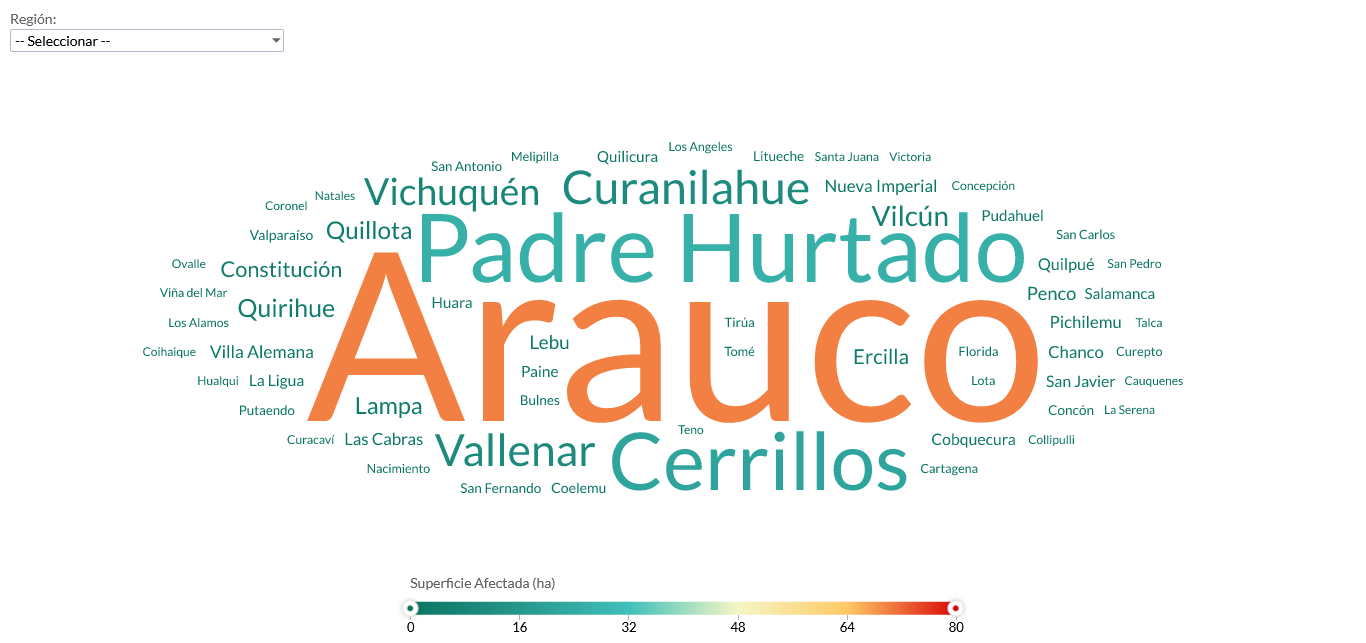 Región:
-- Seleccionar --
Los Angeles
Melipilla
Quilicura
Litueche
Santa Juana
Victoria
San Antonio
Natales
Vichuquén
Curanilahue
Nueva Imperial
Concepción
Coronel
Vilcún
Pudahuel
Valparaíso
Quillota
Padre Hurtado
San Carlos
Ovalle
Constitución
Quilpué
San Pedro
Viña del Mar
Quirihue
Huara
Penco
Salamanca
Los Alamos
Arauco
Tirúa
Pichilemu
Talca
Coihaique
Villa Alemana
Lebu
Tomé
Ercilla
Florida
Chanco
Curepto
Hualqui
La Ligua
Paine
Lota
San Javier
Cauquenes
Putaendo
Lampa
Bulnes
Concón
La Serena
Curacaví
Las Cabras
Vallenar
Teno
Cerrillos
Cobquecura
Collipulli
Nacimiento
Cartagena
San Fernando
Coelemu
Superficie Afectada (ha)
0 16 32 48 64 80